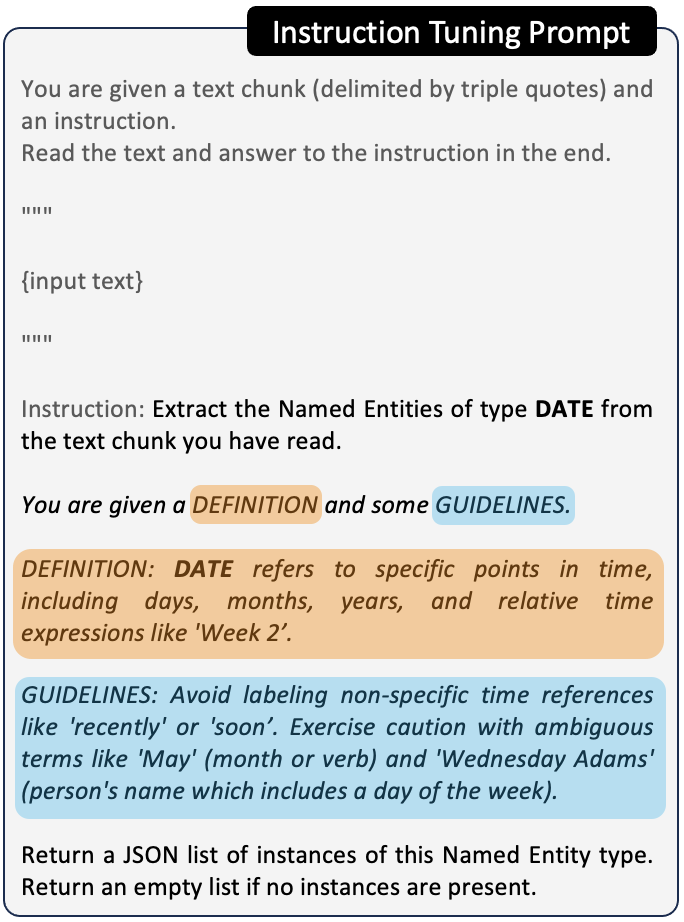 Instruction Tuning Prompt
You are given a text chunk (delimited by triple quotes) and
an instruction.
Read the text and answer to the instruction in the end.
"""
{input text}
"""
Instruction: Extract the Named Entities of type DATE from
the text chunk you have read.
You are given a DEFINITION and some GUIDELINES.
DEFINITION: DATE refers to specific points in time,
including days, months, years, and relative time
expressions like 'Week 2’.
GUIDELINES: Avoid labeling non-specific time references
like 'recently' or 'soon’. Exercise caution with ambiguous
terms like 'May' (month or verb) and 'Wednesday Adams'
(person's name which includes a day of the week).
Return a JSON list of instances of this Named Entity type.
Return an empty list if no instances are present.